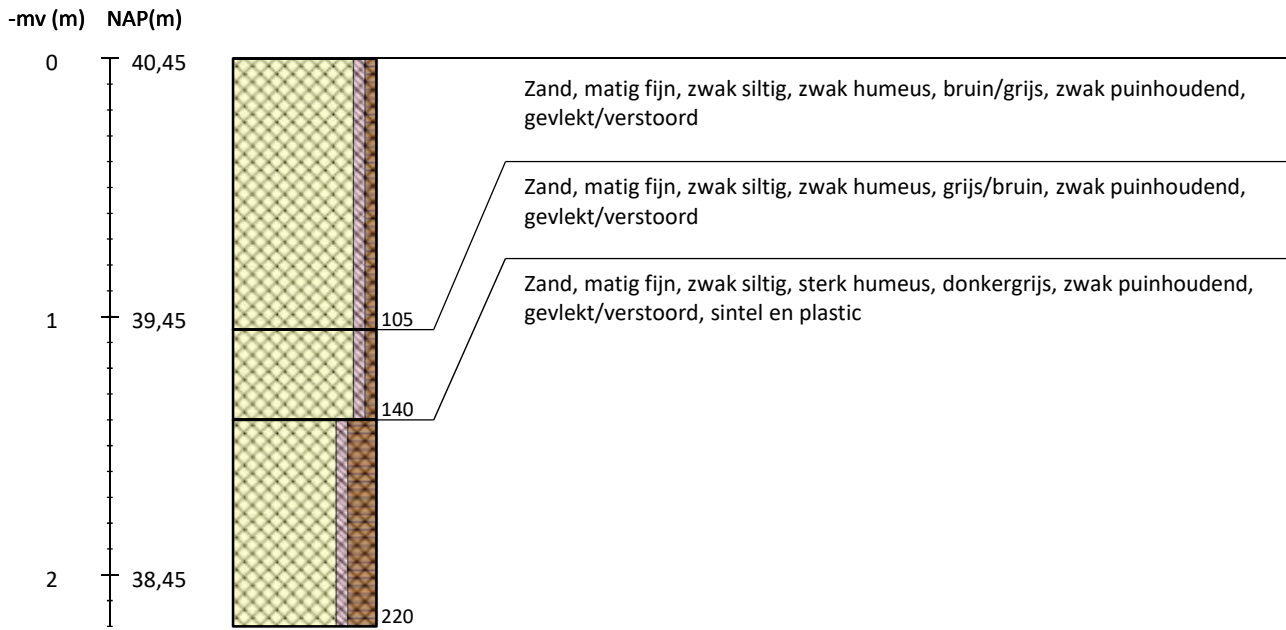 -mv (m) NAP(m)
0 40,45
Zand, matig fijn, zwak siltig, zwak humeus, bruin/grijs, zwak puinhoudend,
gevlekt/verstoord
Zand, matig fijn, zwak siltig, zwak humeus, grijs/bruin, zwak puinhoudend,
gevlekt/verstoord
Zand, matig fijn, zwak siltig, sterk humeus, donkergrijs, zwak puinhoudend,
gevlekt/verstoord, sintel en plastic
1 39,45
105
140
2 38,45
220